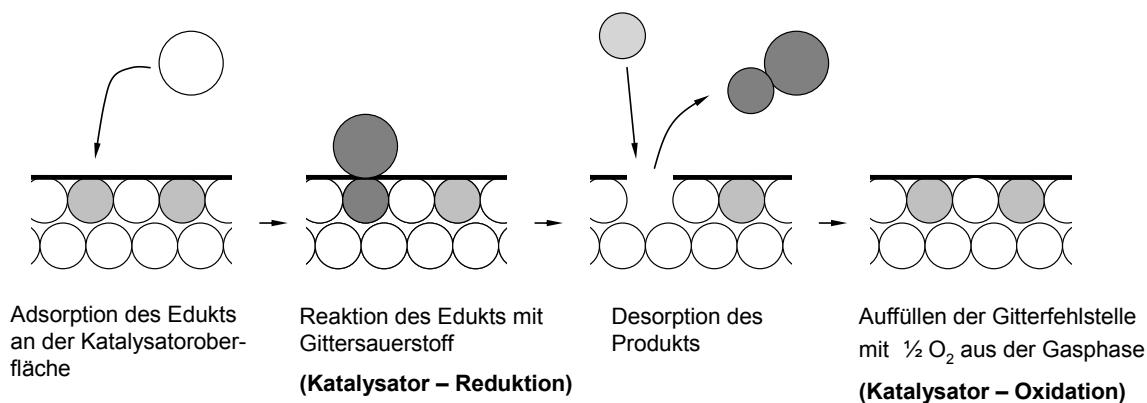 Adsorption des Edukts
an der Katalysatorober-
fläche
Reaktion des Edukts mit
Gittersauerstoff
(Katalysator – Reduktion)
Desorption des
Produkts
Auffüllen der Gitterfehlstelle
mit ½ O₂ aus der Gasphase
(Katalysator – Oxidation)